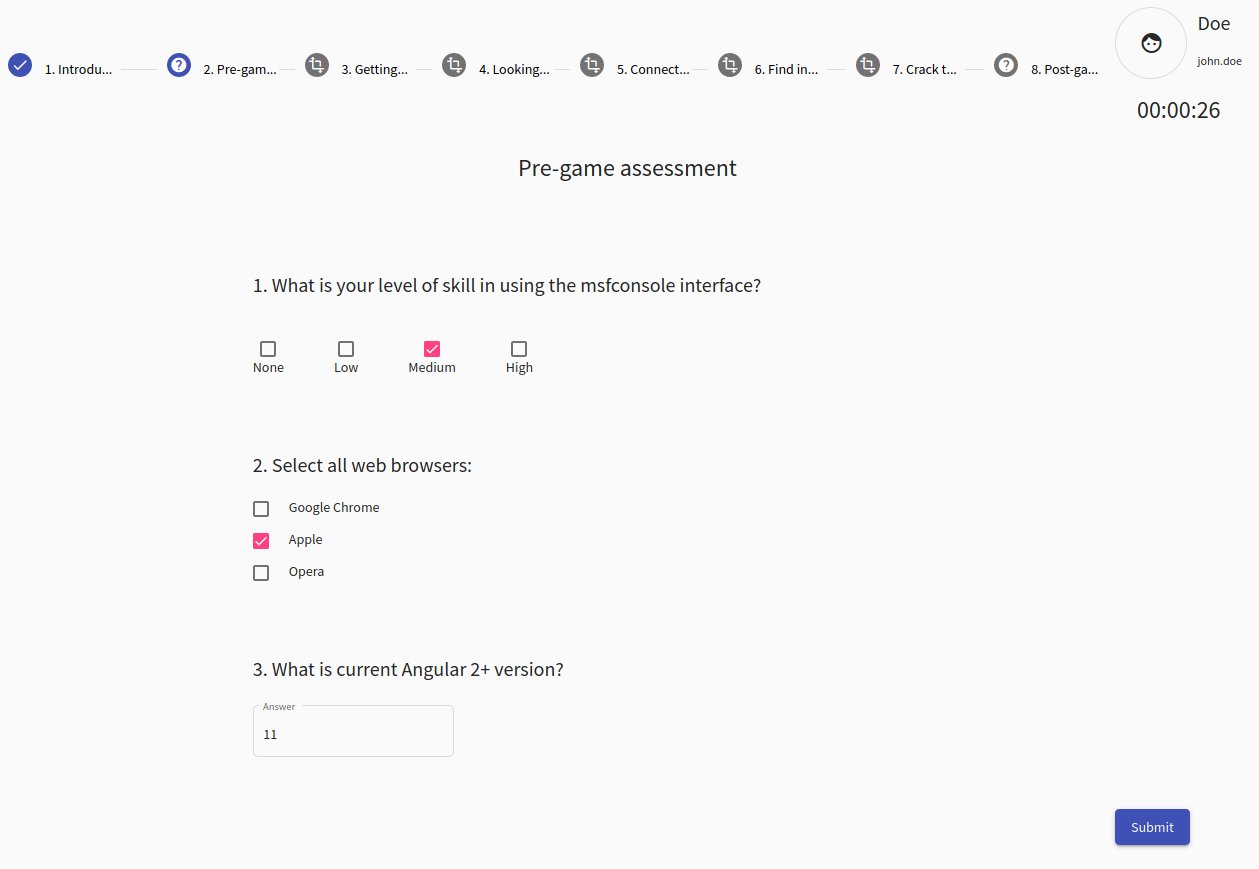 Doe
1. Introdu... 2. Pre-gam... 3. Getting... 4. Looking... 5. Connect... 6. Find in... 7. Crack t... 8. Post-ga...
john.doe
00:00:26
Pre-game assessment
1. What is your level of skill in using the msfconsole interface?
None Low Medium High
2. Select all web browsers:
Google Chrome
Apple
Opera
3. What is current Angular 2+ version?
Answer
11
Submit